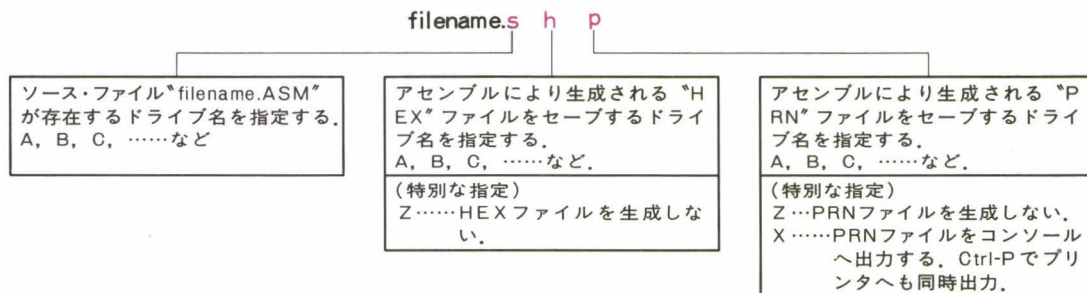 filename.s h p
ソース・ファイル〝filename.ASM〞
が存在するドライブ名を指定する.
A, B, C, ……など
アセンブルにより生成される〝H
EX〞ファイルをセーブするドライ
ブ名を指定する.
A, B, C, ……など.
(特別な指定)
Z……HEXファイルを生成しな
い.
アセンブルにより生成される〝P
RN〞ファイルをセーブするドライ
ブ名を指定する.
A, B, C, ……など.
(特別な指定)
Z…PRNファイルを生成しない.
X……PRNファイルをコンソール
へ出力する. Ctrl-Pでプリ
ンタへも同時出力.